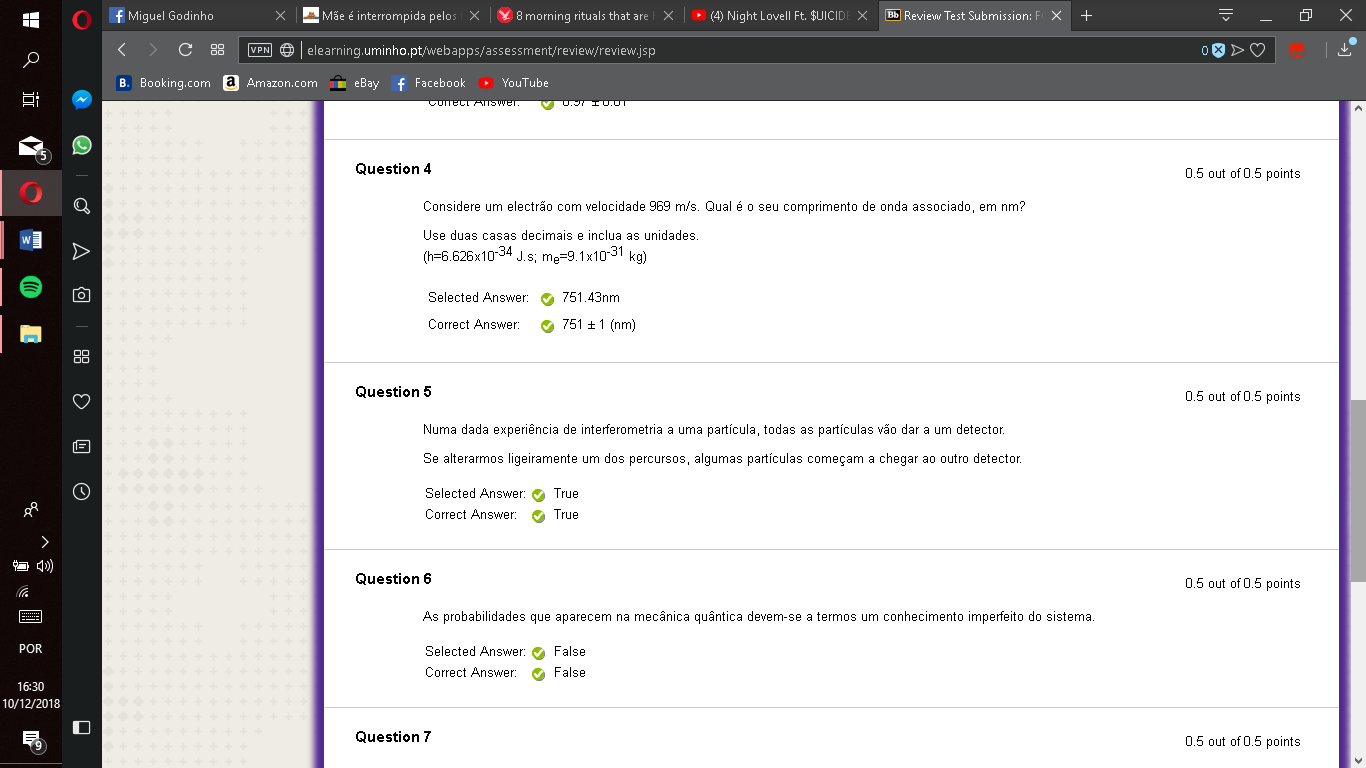 Miguel Godinho
Mãe é interrompida pelos
8 morning rituals that are
(4) Night Lovell Ft. $UICIDE
Bb Review Test Submission: F
VPN elearning.uminho.pt/webapps/assessment/review/review.jsp
0
B. Booking.com
a Amazon.com
eBay
Facebook
YouTube
Correct Answer: 0.97 ± 0.01
Question 4
0.5 out of 0.5 points
Considere um electrão com velocidade 969 m/s. Qual é o seu comprimento de onda associado, em nm?
Use duas casas decimais e inclua as unidades.
(h=6.626x10-34 J.s; me=9.1x10-31 kg)
Selected Answer: 751.43nm
Correct Answer: 751 ± 1 (nm)
Question 5
0.5 out of 0.5 points
Numa dada experiência de interferometria a uma partícula, todas as partículas vão dar a um detector.
Se alterarmos ligeiramente um dos percursos, algumas partículas começam a chegar ao outro detector.
Selected Answer: True
Correct Answer: True
Question 6
0.5 out of 0.5 points
As probabilidades que aparecem na mecânica quântica devem-se a termos um conhecimento imperfeito do sistema.
Selected Answer: False
Correct Answer: False
Question 7
0.5 out of 0.5 points
5
W
POR
16:30
10/12/2018
9